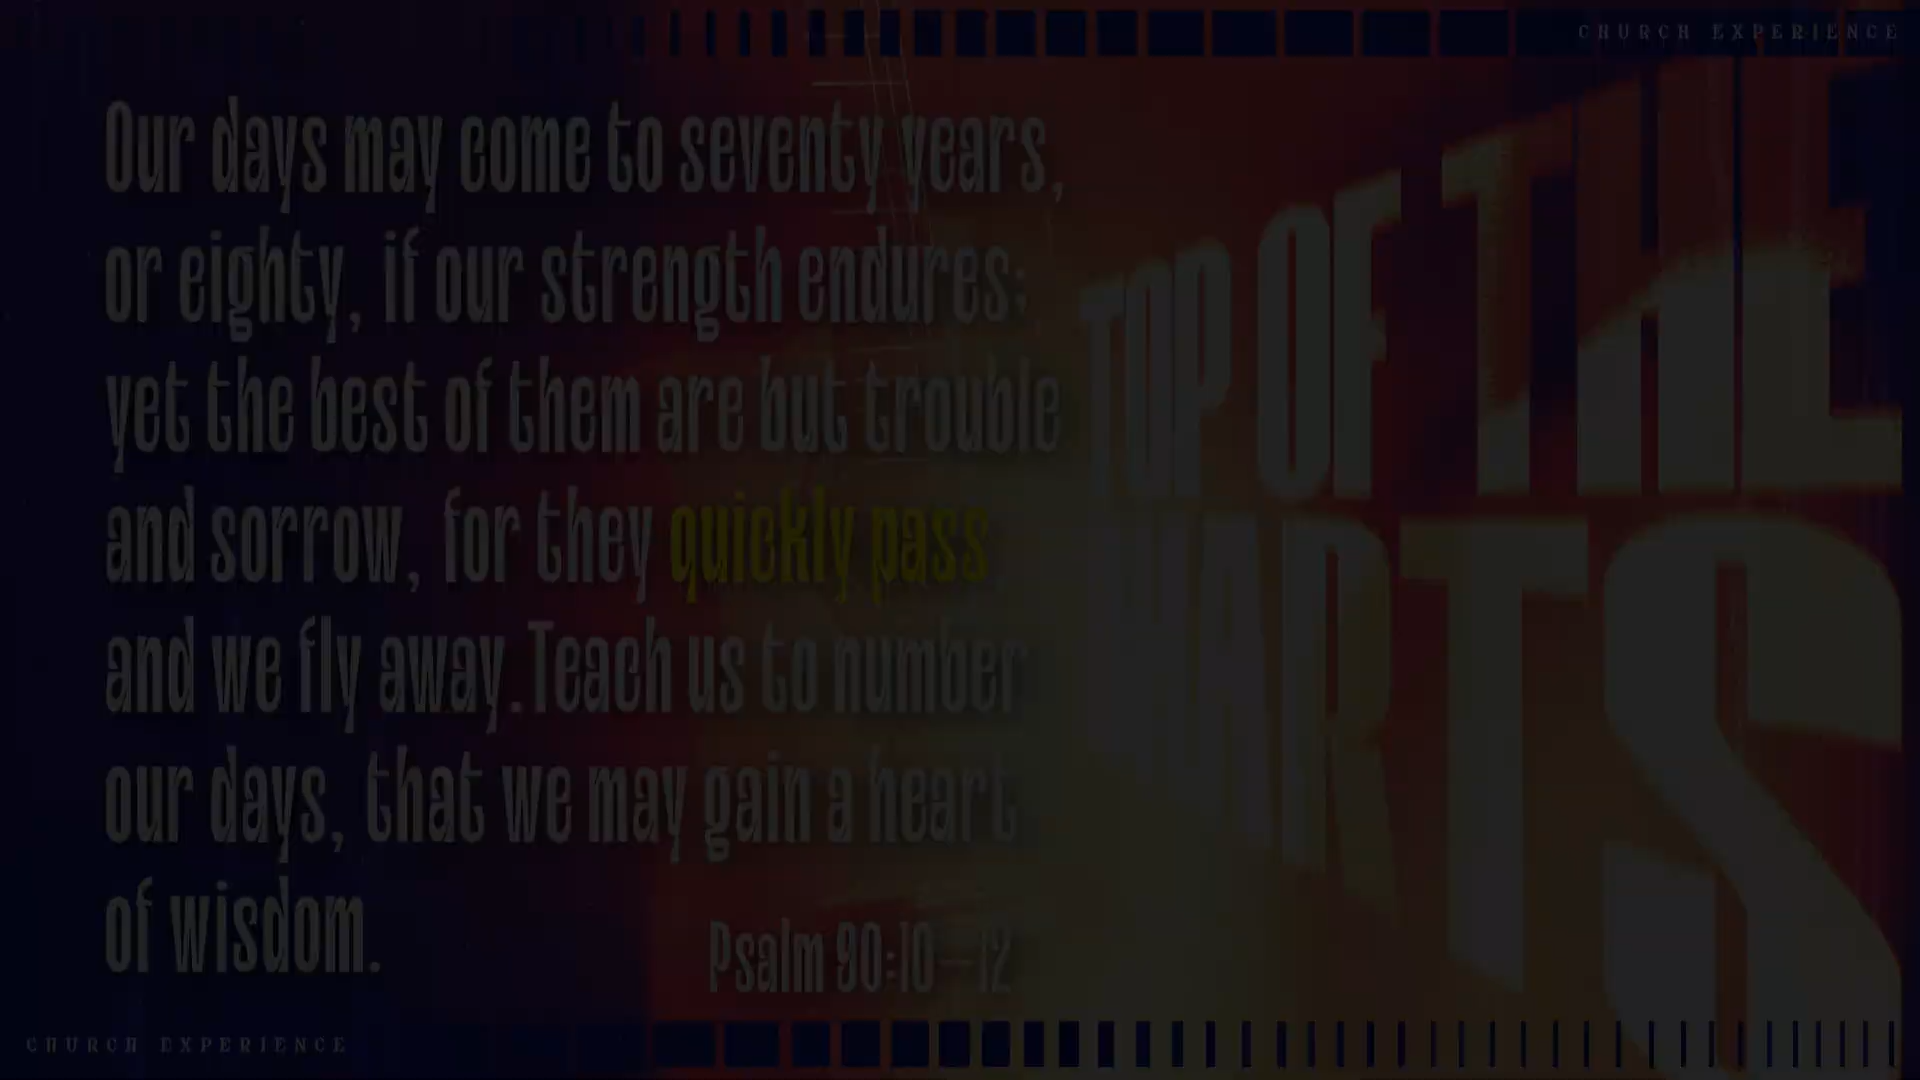 CHURCH EXPERIENCE
Our days may come to seventy years,
or eighty, if our strength endures;
yet the best of them are but trouble
and sorrow, for they quickly pass
and we fly away.Teach us to number
our days, that we may gain a heart
of wisdom.
Psalm 90:10–12
TOP OF THE
CHARTS
CHURCH EXPERIENCE